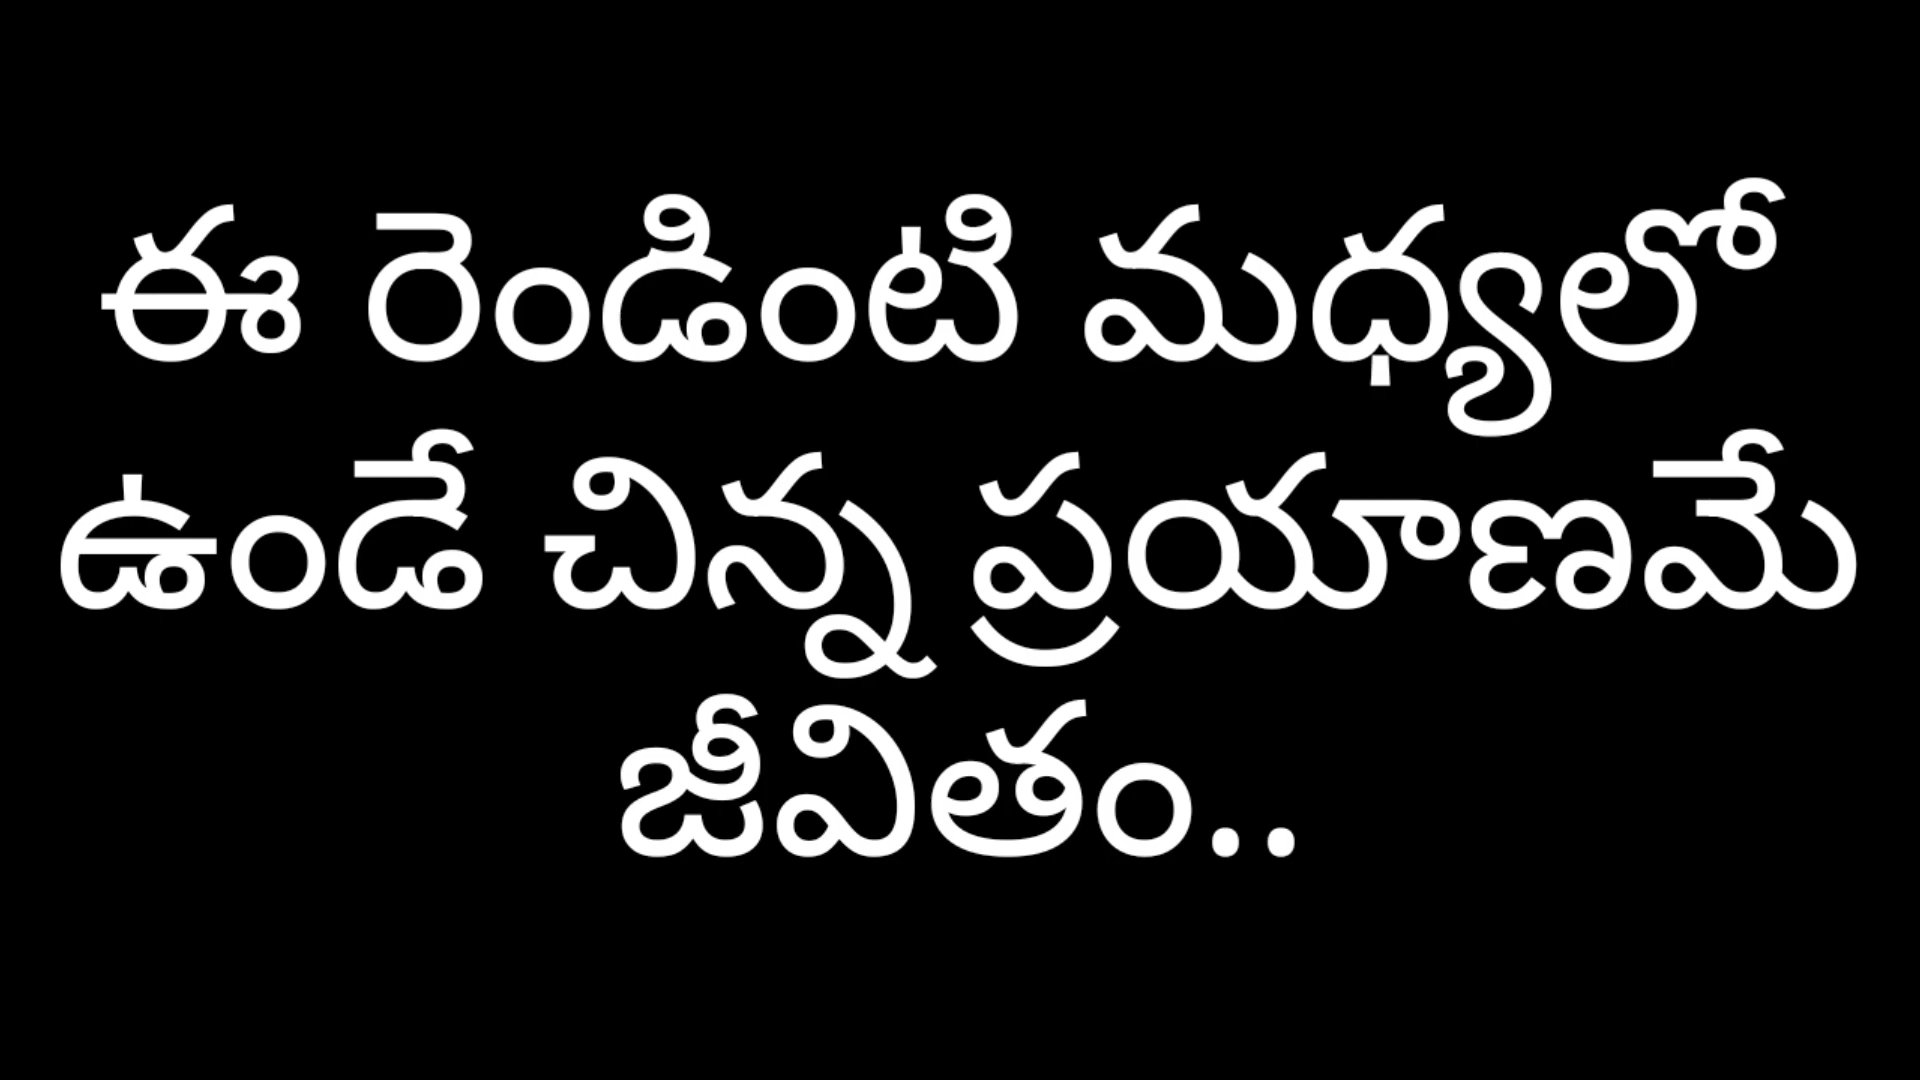 ఈ రెండింటి మధ్యలో
ఉండే చిన్న ప్రయాణమే
జీవితం..